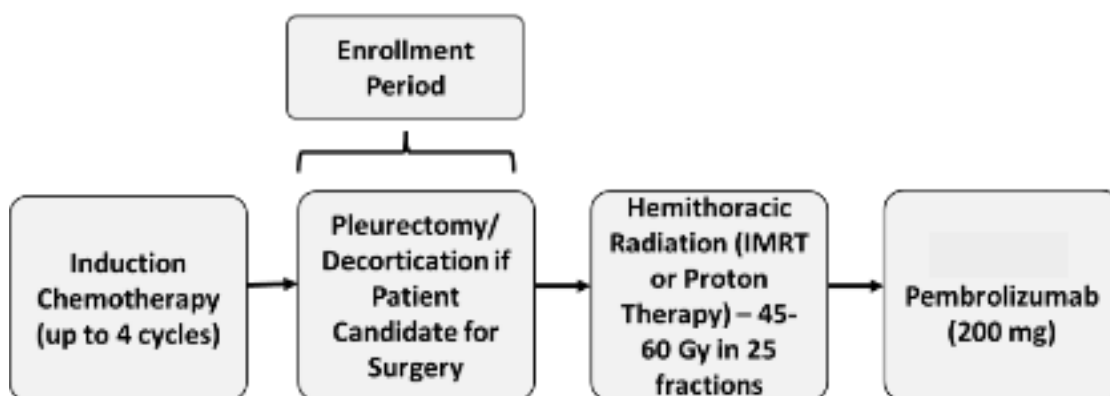 Enrollment
Period
Induction
Chemotherapy
(up to 4 cycles)
Pleurectomy/
Decortication if
Patient
Candidate for
Surgery
Hemithoracic
Radiation (IMRT
or Proton
Therapy) – 45-
60 Gy in 25
fractions
Pembrolizumab
(200 mg)